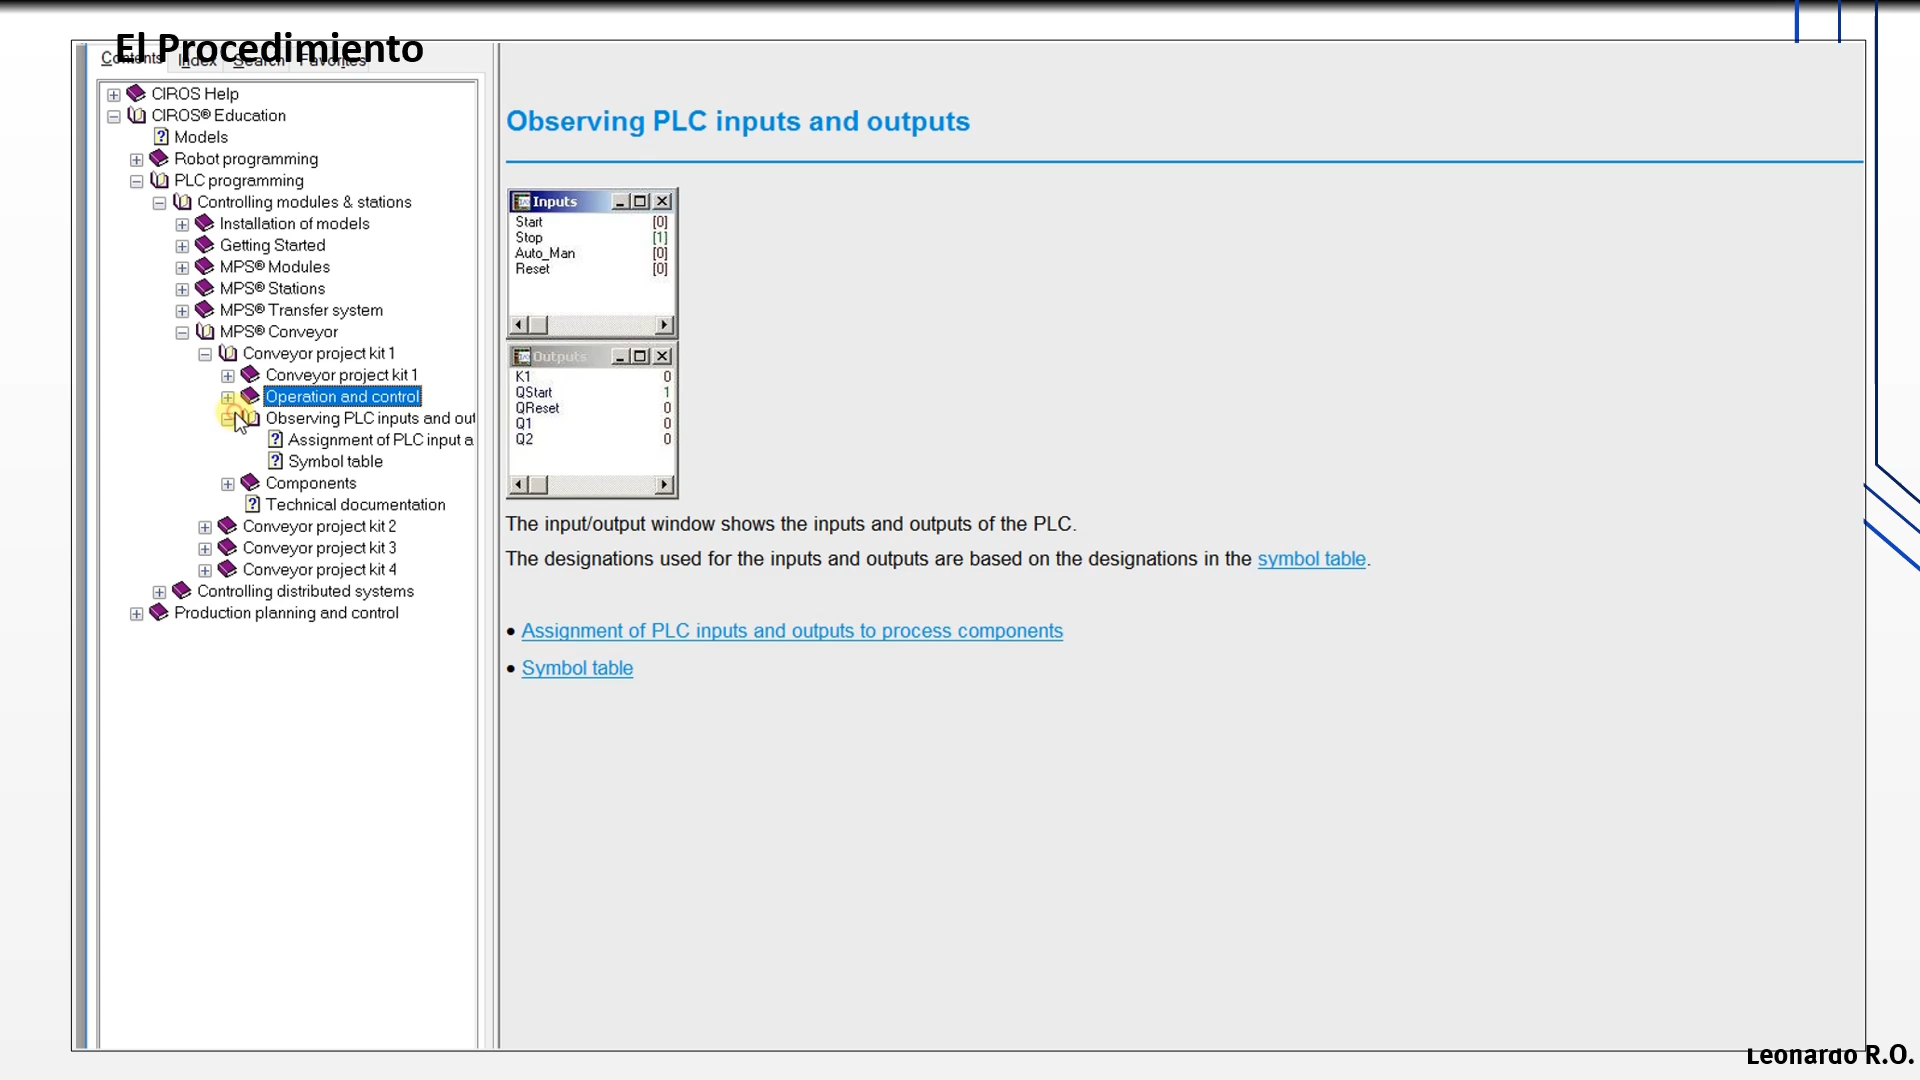 El Procedimiento
Contents Index Search Favorites
CIROS Help
CIROS® Education
Models
Robot programming
PLC programming
Controlling modules & stations
Installation of models
Getting Started
MPS® Modules
MPS® Stations
MPS® Transfer system
MPS® Conveyor
Conveyor project kit 1
Conveyor project kit 1
Operation and control
Observing PLC inputs and out
Assignment of PLC input a
Symbol table
Components
Technical documentation
Conveyor project kit 2
Conveyor project kit 3
Conveyor project kit 4
Controlling distributed systems
Production planning and control
Observing PLC inputs and outputs
Inputs
Start [0]
Stop [1]
Auto_Man [0]
Reset [0]
Outputs
K1 0
QStart 1
QReset 0
Q1 0
Q2 0
The input/output window shows the inputs and outputs of the PLC.
The designations used for the inputs and outputs are based on the designations in the symbol table.
• Assignment of PLC inputs and outputs to process components
• Symbol table
Leonardo R.O.